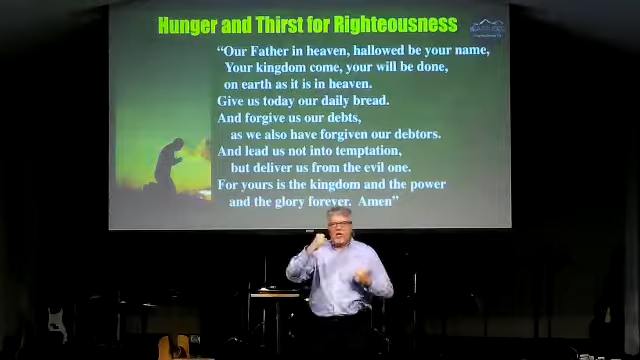 Hunger and Thirst for Righteousness
“Our Father in heaven, hallowed be your name,
Your kingdom come, your will be done,
on earth as it is in heaven.
Give us today our daily bread.
And forgive us our debts,
as we also have forgiven our debtors.
And lead us not into temptation,
but deliver us from the evil one.
For yours is the kingdom and the power
and the glory forever.  Amen”